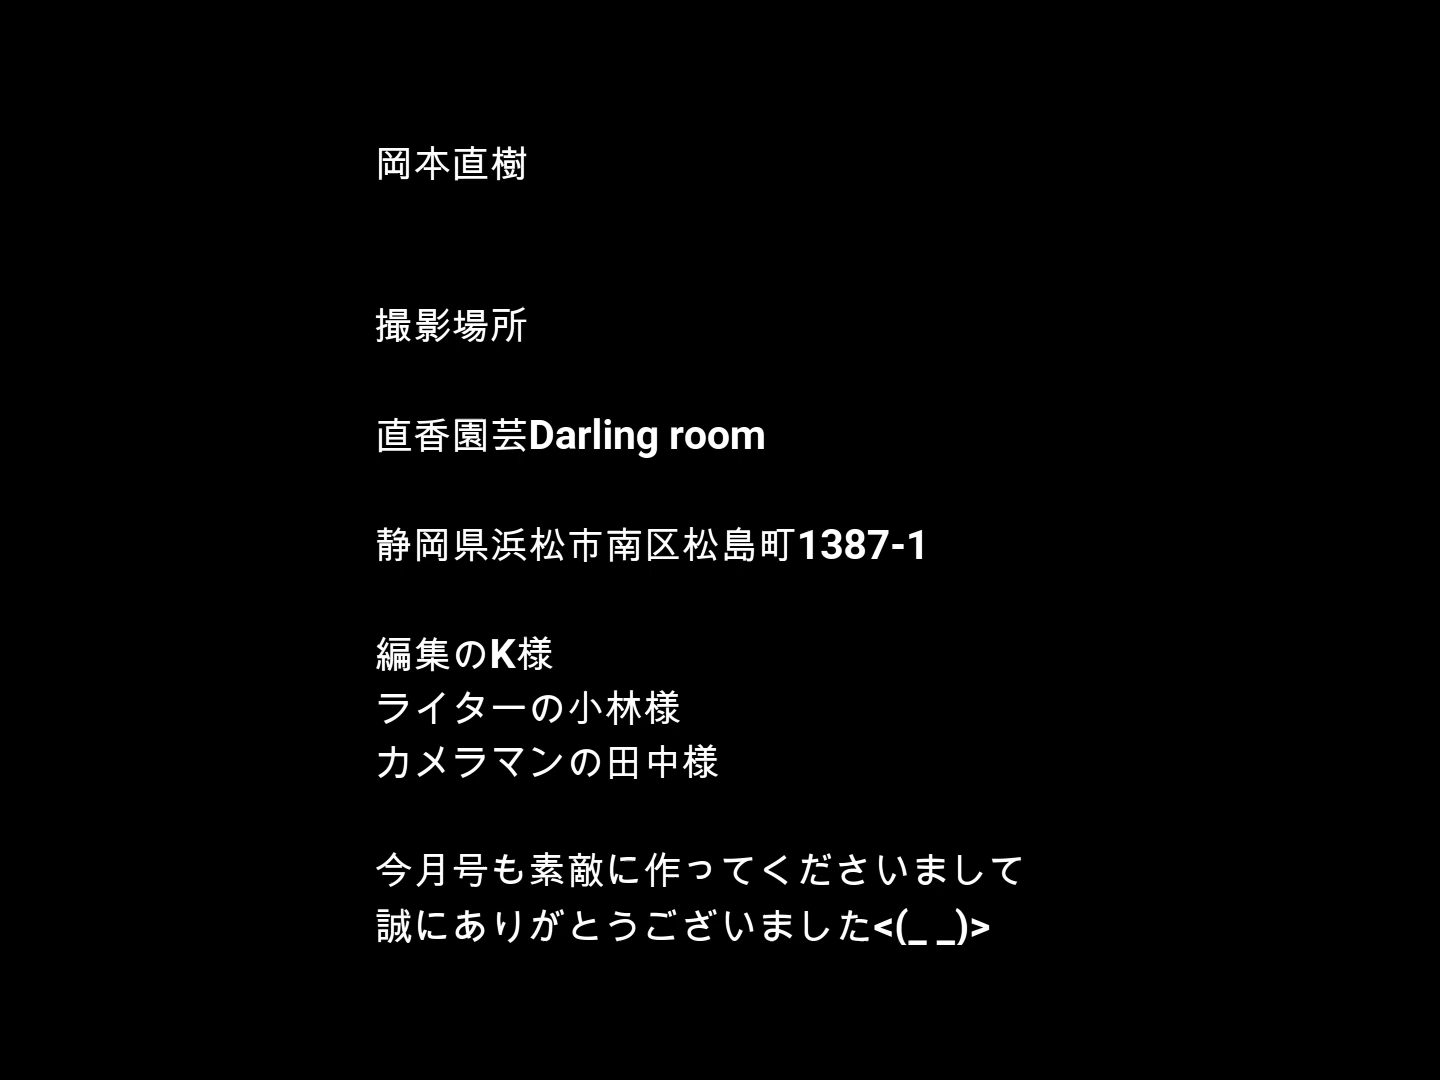 岡本直樹
撮影場所
直香園芸Darling room
静岡県浜松市南区松島町1387-1
編集のK様
ライターの小林様
カメラマンの田中様
今月号も素敵に作ってくださいまして
誠にありがとうございました<(_ _)>